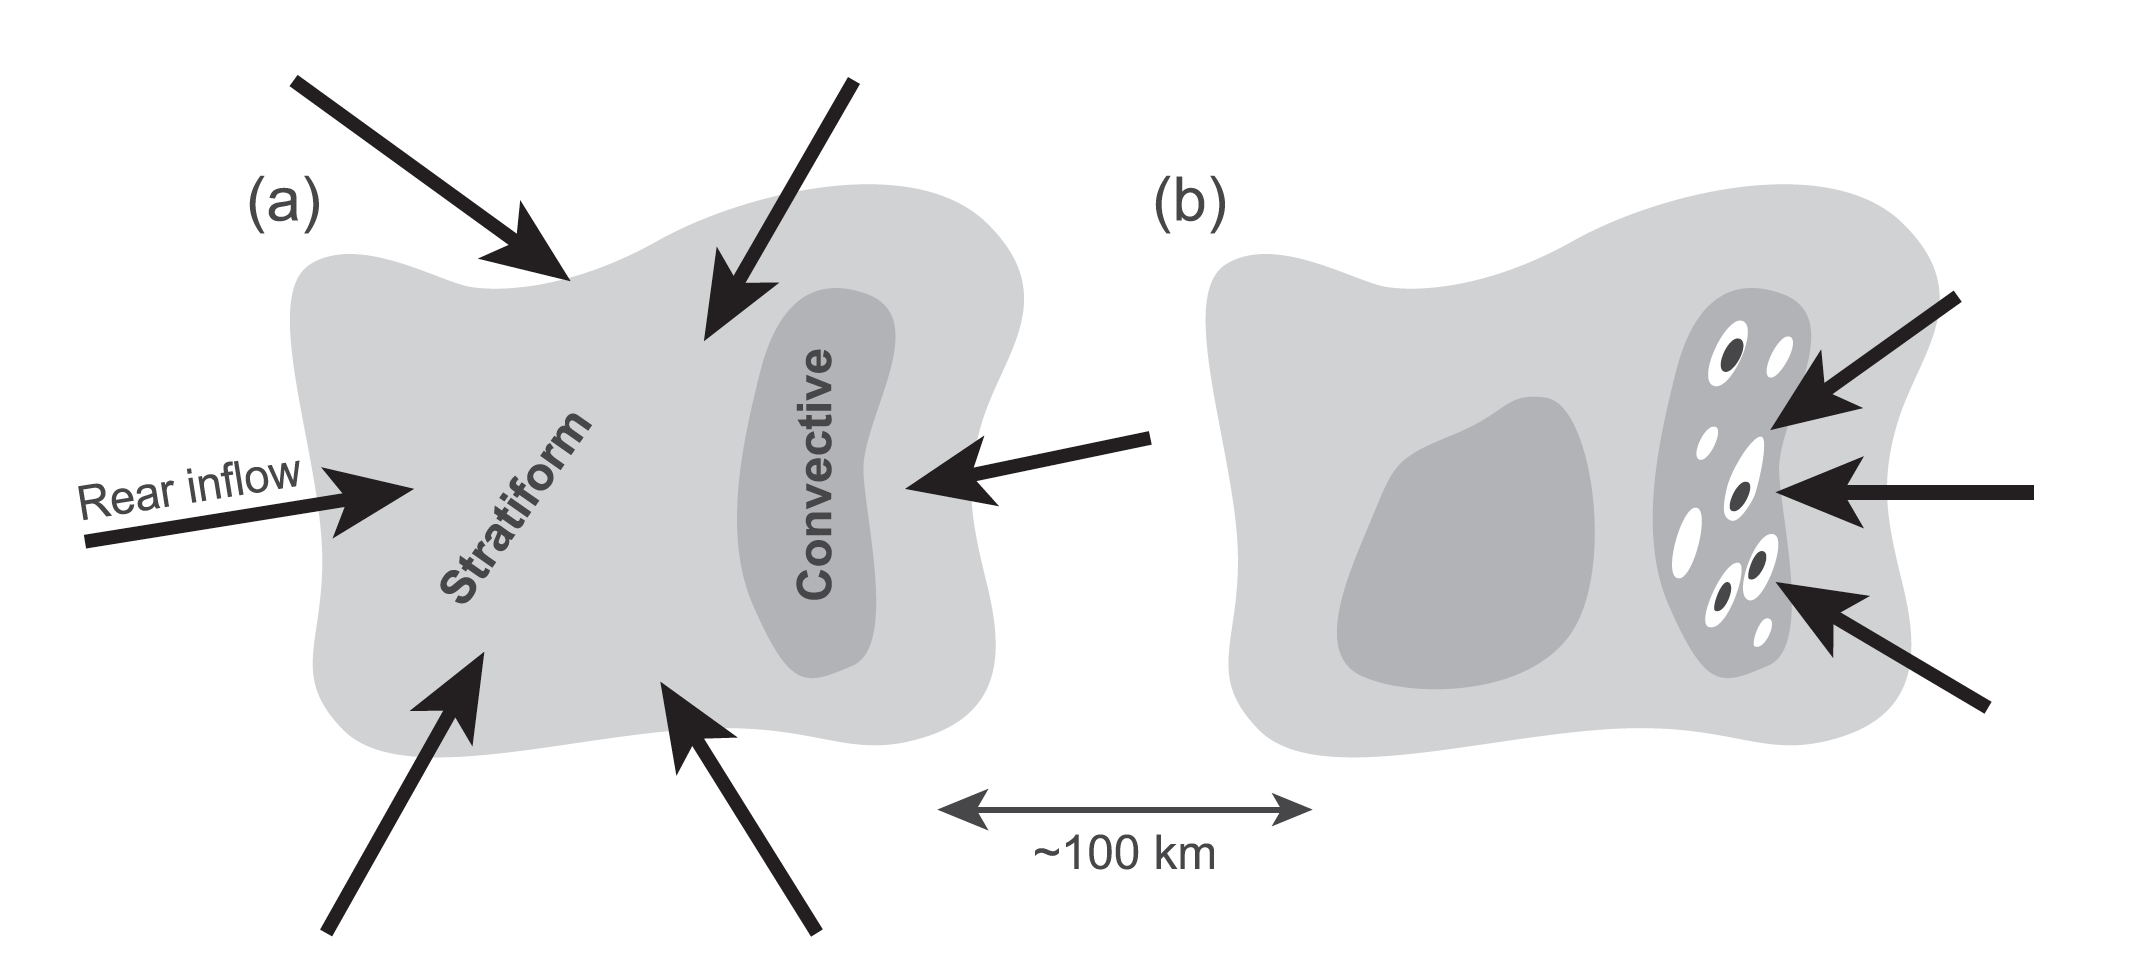 (a)
(b)
Rear inflow
Stratiform
Convective
~100 km